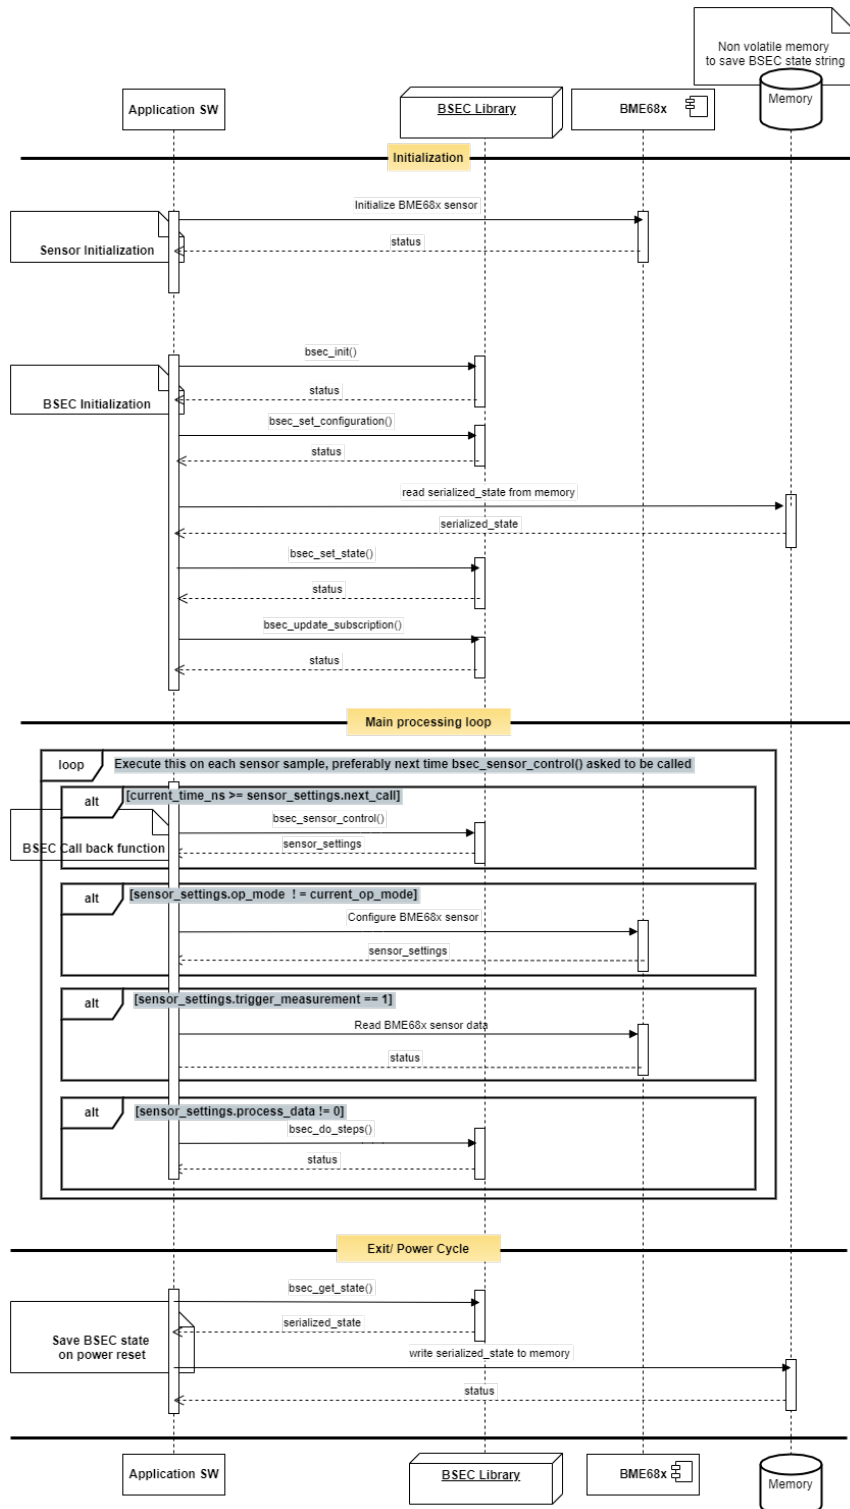 Non volatile memory
to save BSEC state string
Application SW
BSEC Library
BME68x
Memory
Initialization
Initialize BME68x sensor
status
Sensor Initialization
bsec_init()
status
BSEC Initialization
bsec_set_configuration()
status
read serialized_state from memory
serialized_state
bsec_set_state()
status
bsec_update_subscription()
status
Main processing loop
loop
Execute this on each sensor sample, preferably next time bsec_sensor_control() asked to be called
alt
[current_time_ns >= sensor_settings.next_call]
bsec_sensor_control()
sensor_settings
BSEC Call back function
alt
[sensor_settings.op_mode ! = current_op_mode]
Configure BME68x sensor
sensor_settings
alt
[sensor_settings.trigger_measurement == 1]
Read BME68x sensor data
status
alt
[sensor_settings.process_data != 0]
bsec_do_steps()
status
Exit/ Power Cycle
bsec_get_state()
serialized_state
Save BSEC state
on power reset
write serialized_state to memory
status
Application SW
BSEC Library
BME68x
Memory